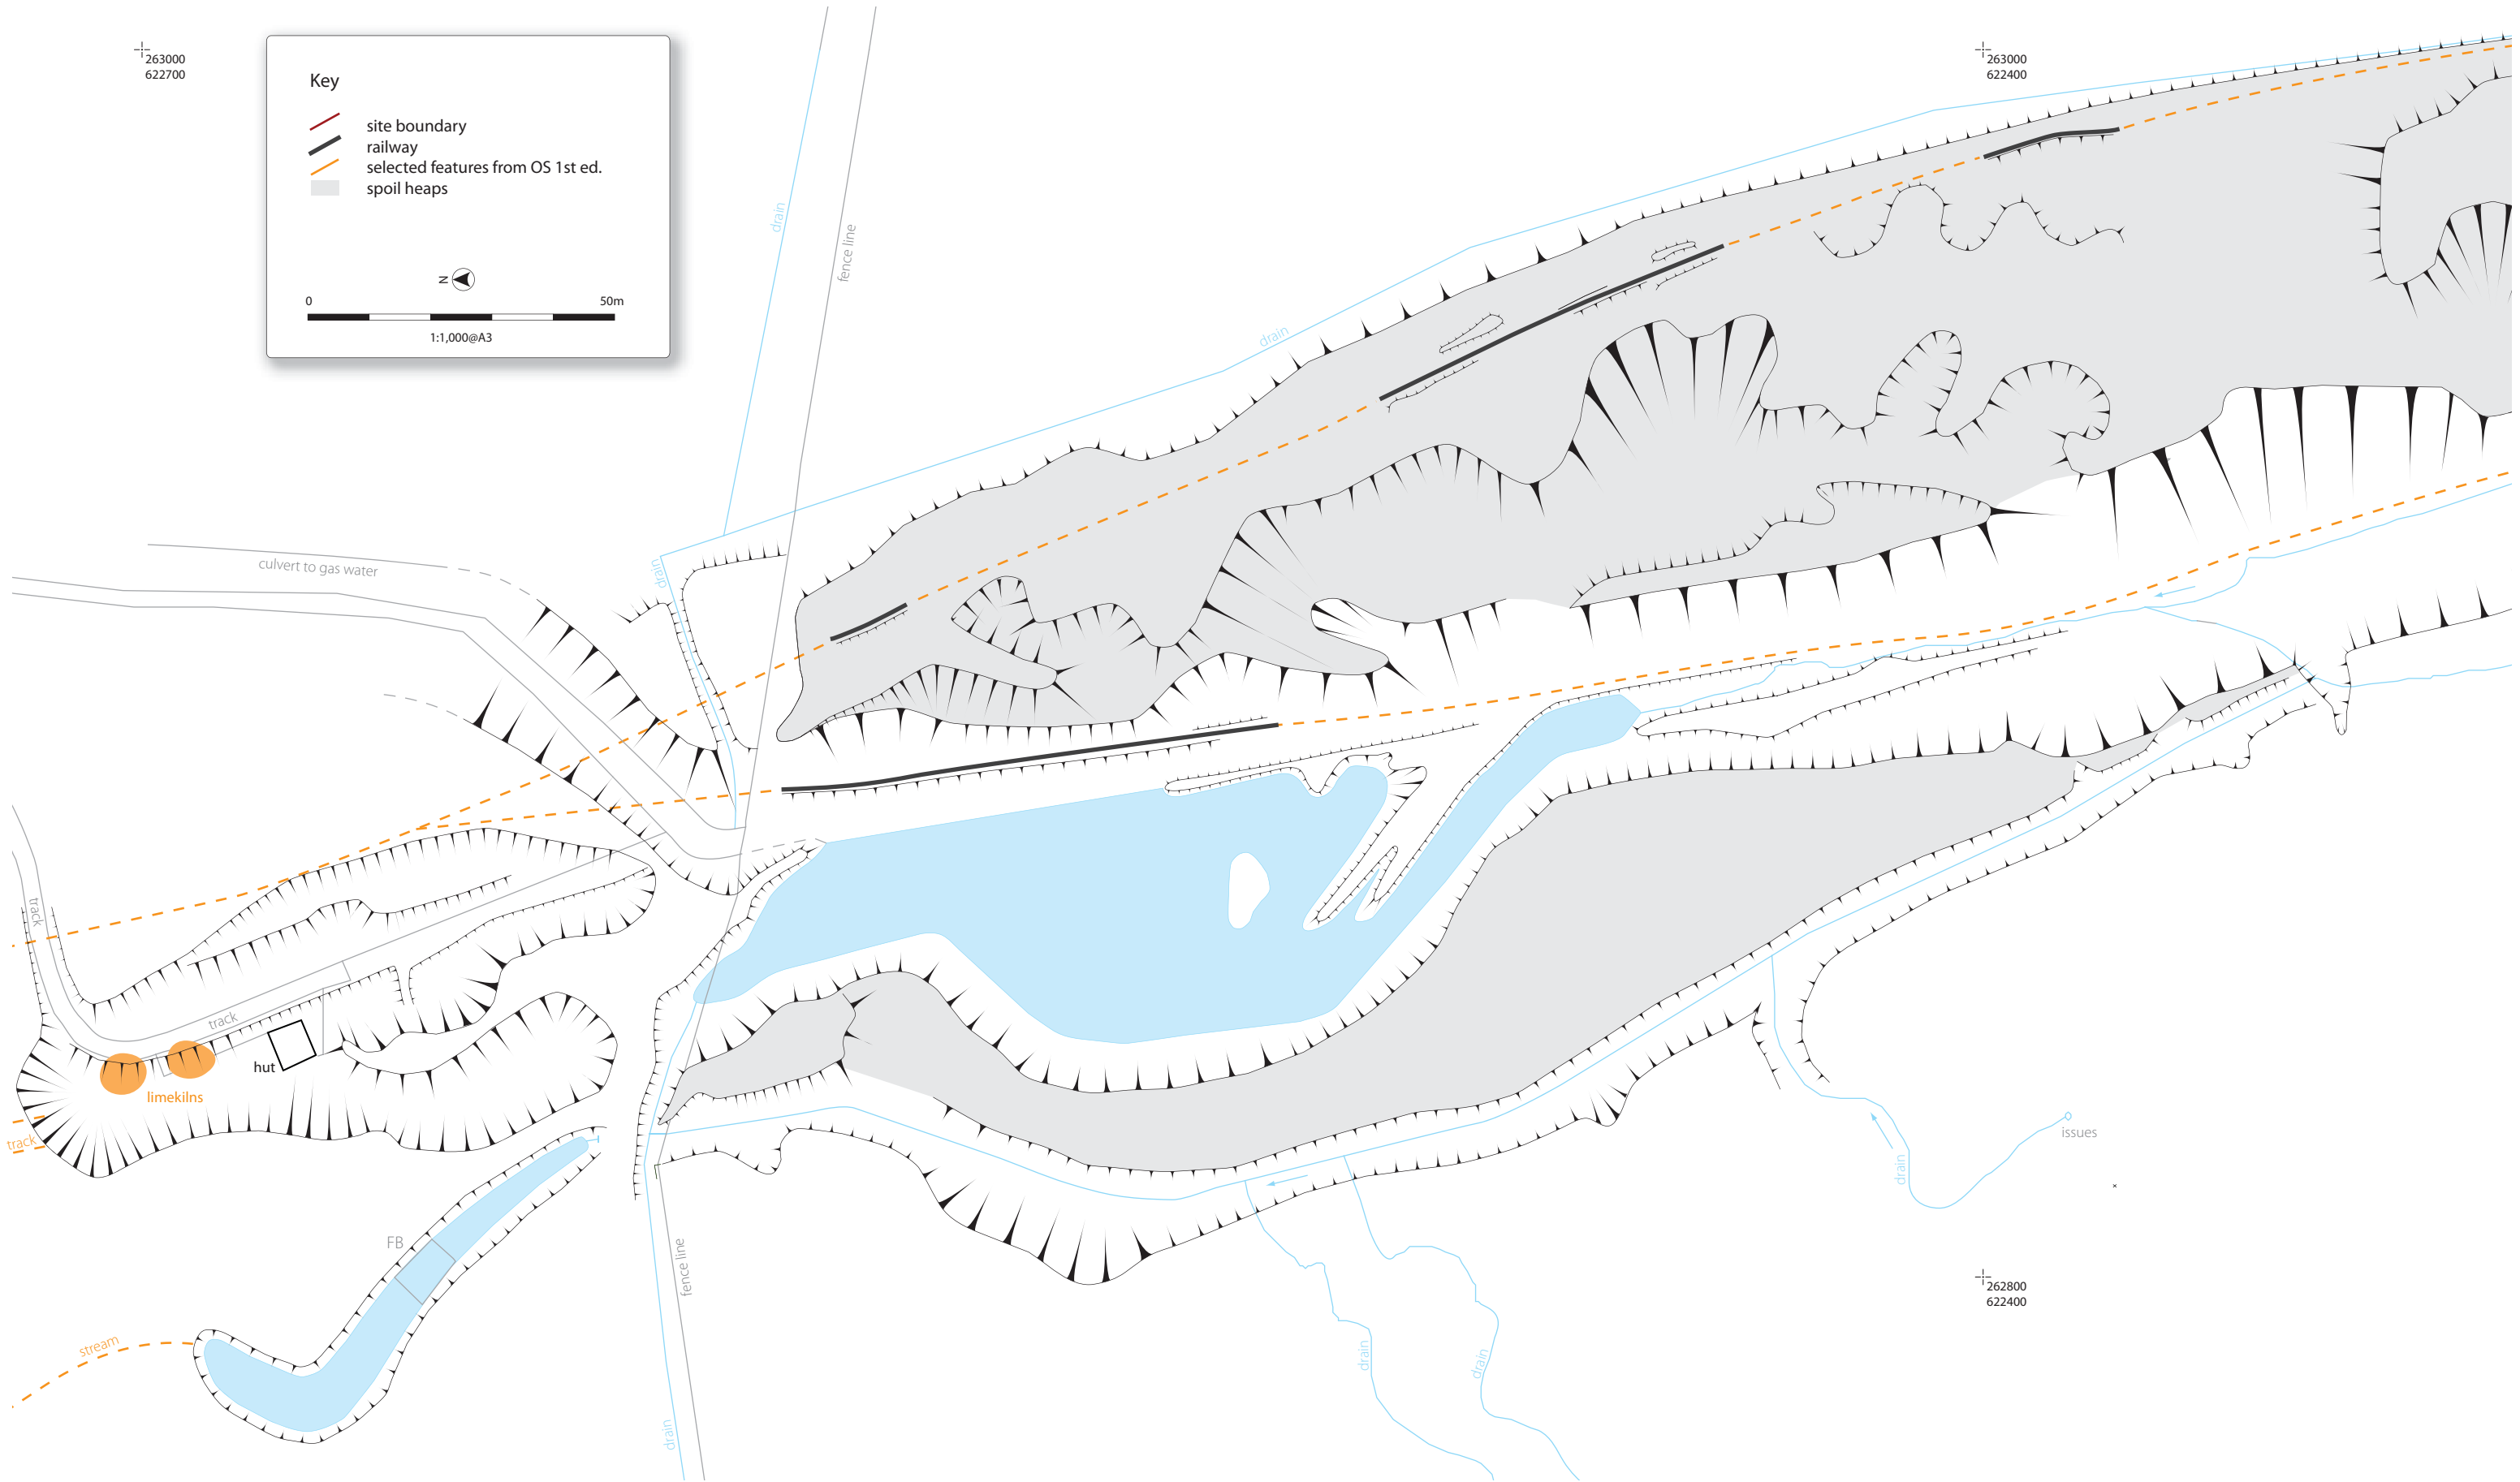 263000
622700
Key
site boundary
railway
selected features from OS 1st ed.
spoil heaps
N
0 50m
1:1,000@A3
263000
622400
drain
fence line
drain
culvert to gas water
drain
track
track
hut
limekilns
track
issues
drain
FB
fence line
262800
622400
stream
drain
drain
drain